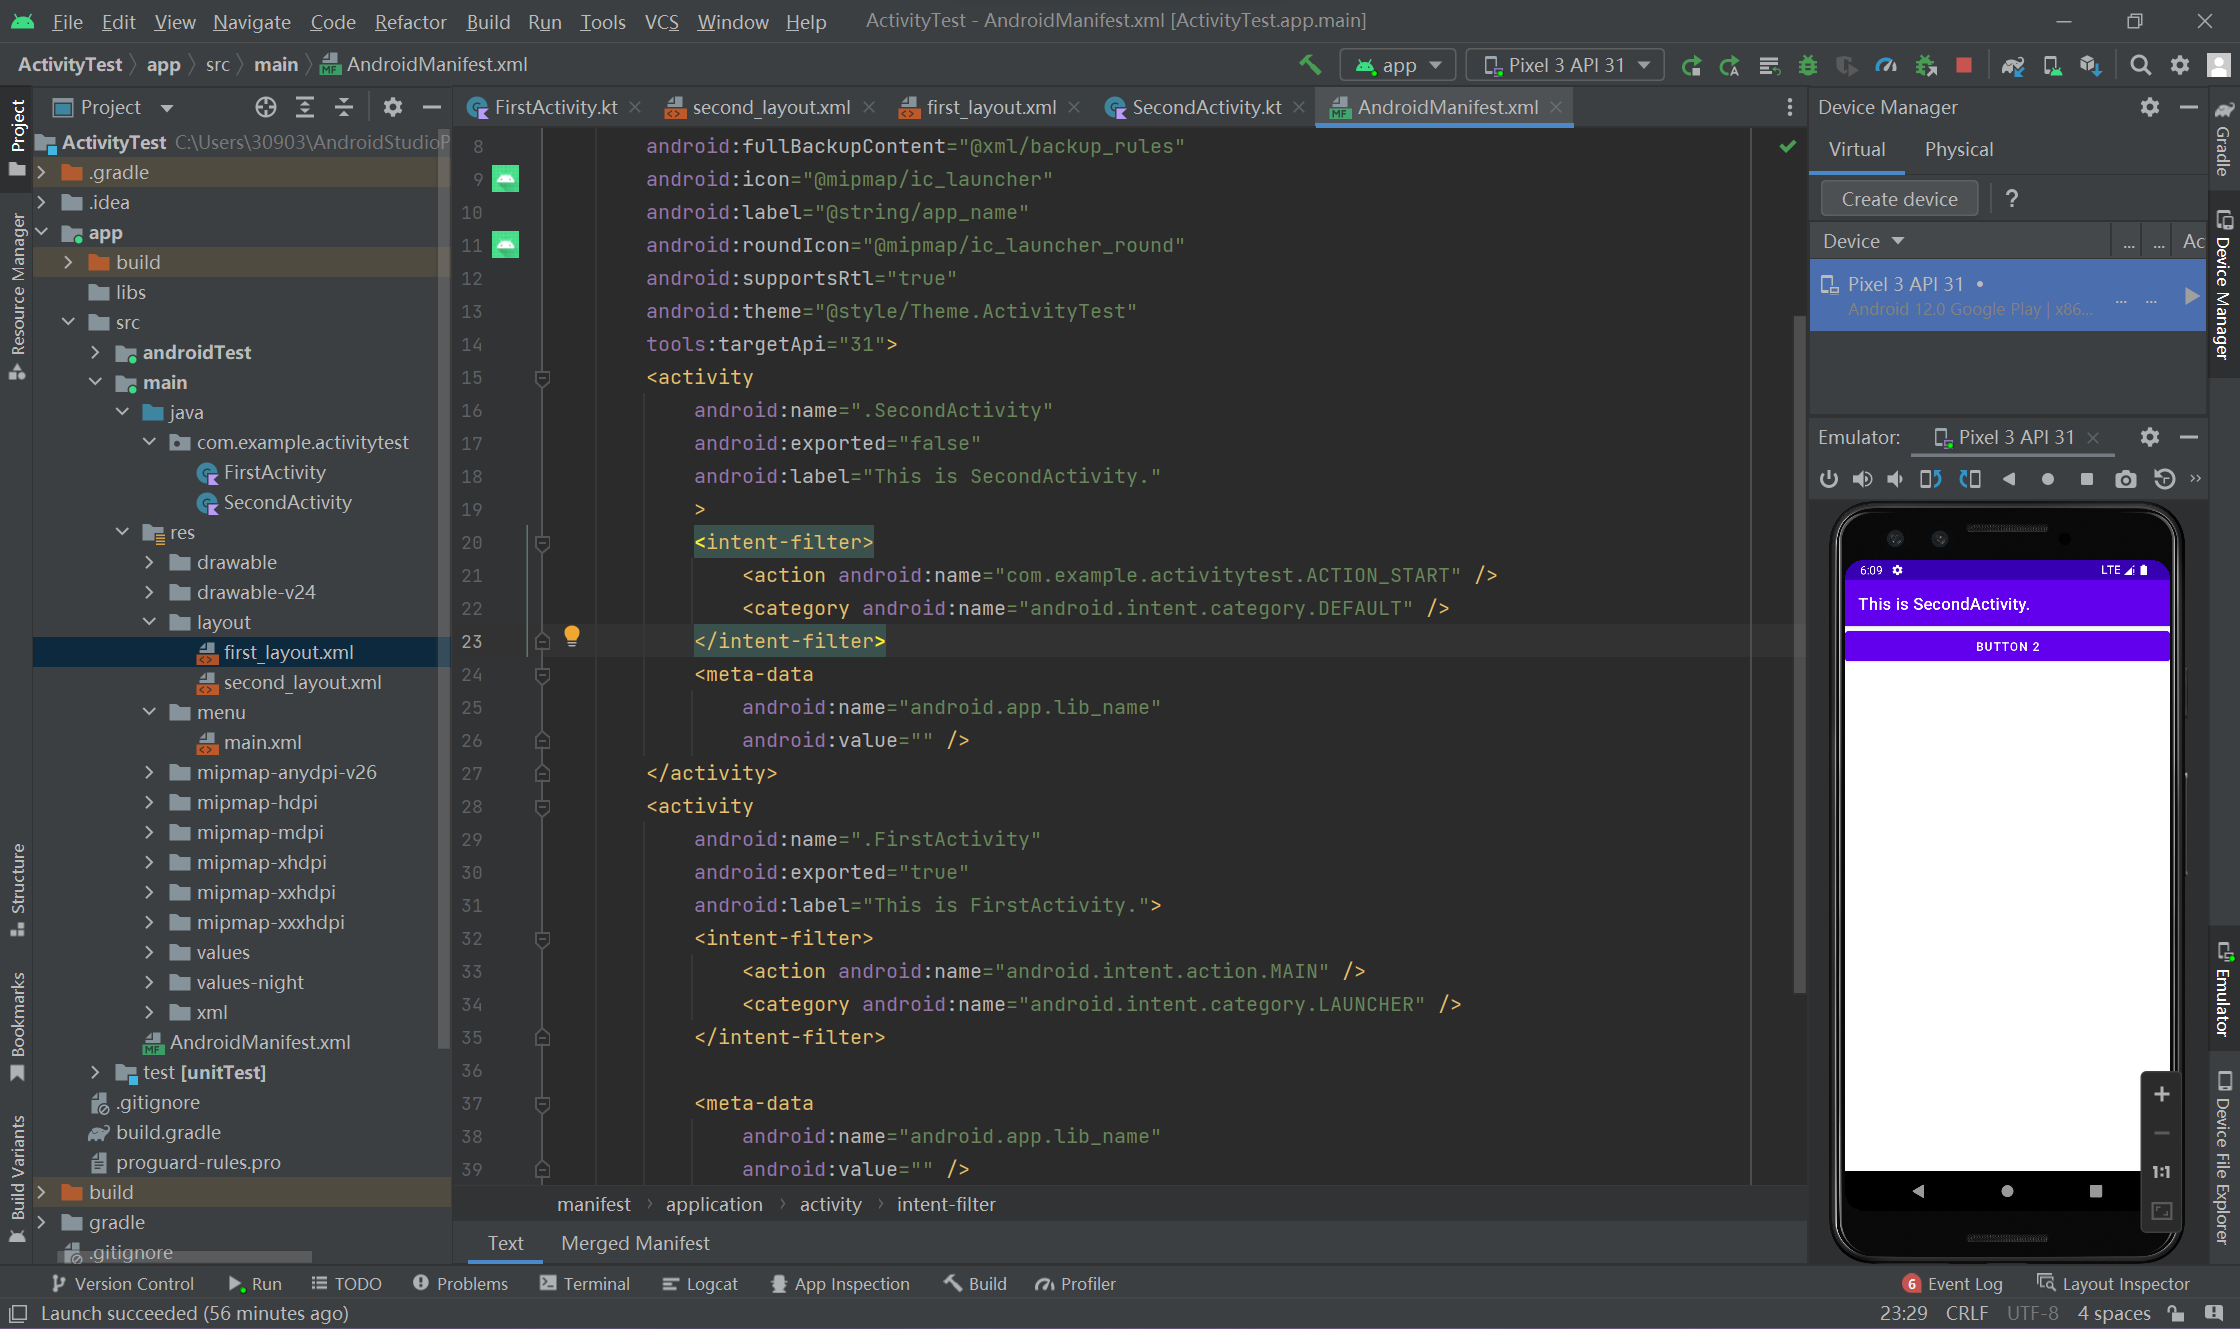 File Edit View Navigate Code Refactor Build Run Tools VCS Window Help ActivityTest - AndroidManifest.xml [ActivityTest.app.main]
ActivityTest app src main AndroidManifest.xml app Pixel 3 API 31
Project
FirstActivity.kt second_layout.xml first_layout.xml SecondActivity.kt AndroidManifest.xml
ActivityTest C:\Users\30903\AndroidStudioP
.gradle
.idea
app
build
libs
src
androidTest
main
java
com.example.activitytest
FirstActivity
SecondActivity
res
drawable
drawable-v24
layout
first_layout.xml
second_layout.xml
menu
main.xml
mipmap-anydpi-v26
mipmap-hdpi
mipmap-mdpi
mipmap-xhdpi
mipmap-xxhdpi
mipmap-xxxhdpi
values
values-night
xml
AndroidManifest.xml
test [unitTest]
.gitignore
build.gradle
proguard-rules.pro
build
gradle
.gitignore
Project
Resource Manager
Structure
Bookmarks
Build Variants
8 android:fullBackupContent="@xml/backup_rules"
9 android:icon="@mipmap/ic_launcher"
10 android:label="@string/app_name"
11 android:roundIcon="@mipmap/ic_launcher_round"
12 android:supportsRtl="true"
13 android:theme="@style/Theme.ActivityTest"
14 tools:targetApi="31">
15 <activity
16 android:name=".SecondActivity"
17 android:exported="false"
18 android:label="This is SecondActivity."
19 >
20 <intent-filter>
21 <action android:name="com.example.activitytest.ACTION_START" />
22 <category android:name="android.intent.category.DEFAULT" />
23 </intent-filter>
24 <meta-data
25 android:name="android.app.lib_name"
26 android:value="" />
27 </activity>
28 <activity
29 android:name=".FirstActivity"
30 android:exported="true"
31 android:label="This is FirstActivity.">
32 <intent-filter>
33 <action android:name="android.intent.action.MAIN" />
34 <category android:name="android.intent.category.LAUNCHER" />
35 </intent-filter>
36
37 <meta-data
38 android:name="android.app.lib_name"
39 android:value="" />
manifest application activity intent-filter
Text Merged Manifest
Device Manager
Virtual Physical
Create device ?
Device ... ... Ac
Pixel 3 API 31 •
Android 12.0 Google Play | x86... ... ...
Emulator: Pixel 3 API 31
6:09 LTE
This is SecondActivity.
BUTTON 2
1:1
Gradle
Device Manager
Emulator
Device File Explorer
Version Control Run TODO Problems Terminal Logcat App Inspection Build Profiler 6 Event Log Layout Inspector
Launch succeeded (56 minutes ago) 23:29 CRLF UTF-8 4 spaces